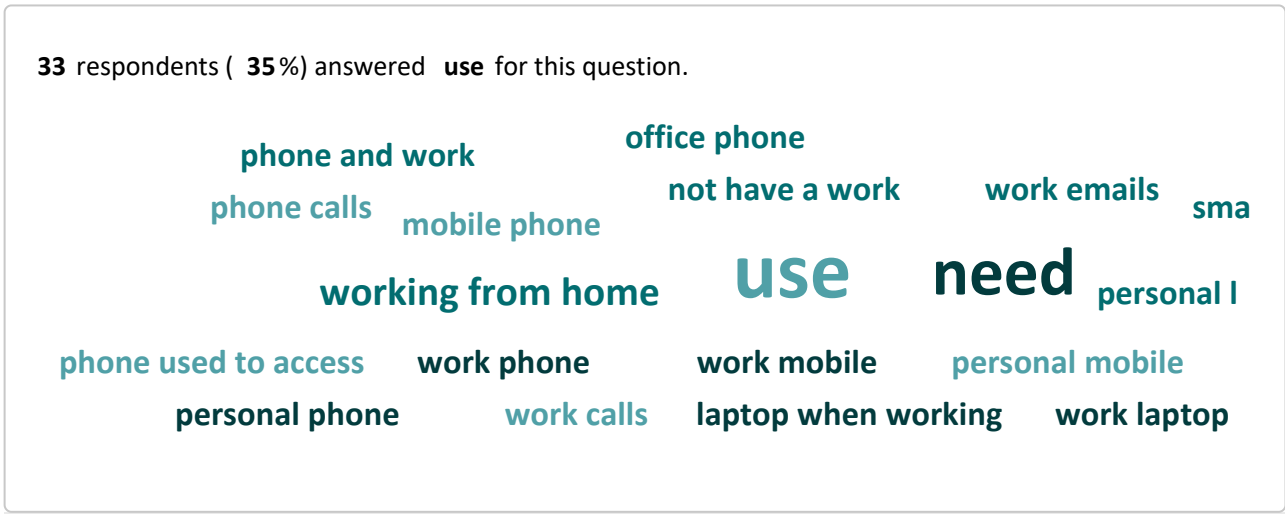 33 respondents ( 35%) answered use for this question.
office phone
phone and work
not have a work work emails
phone calls mobile phone sma
use need
working from home personal l
phone used to access work phone work mobile personal mobile
personal phone work calls laptop when working work laptop